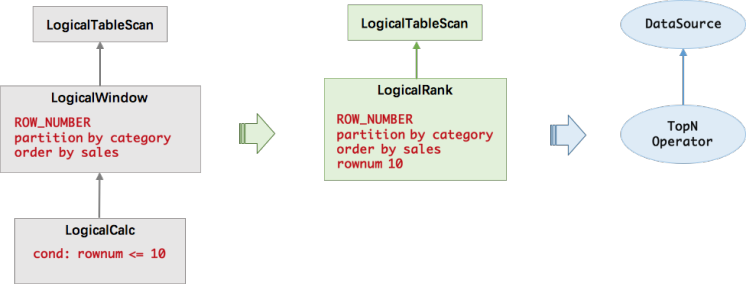 LogicalTableScan
LogicalWindow
ROW_NUMBER
partition by category
order by sales
LogicalCalc
cond: rownum <= 10
LogicalTableScan
LogicalRank
ROW_NUMBER
partition by category
order by sales
rownum 10
DataSource
TopN
Operator